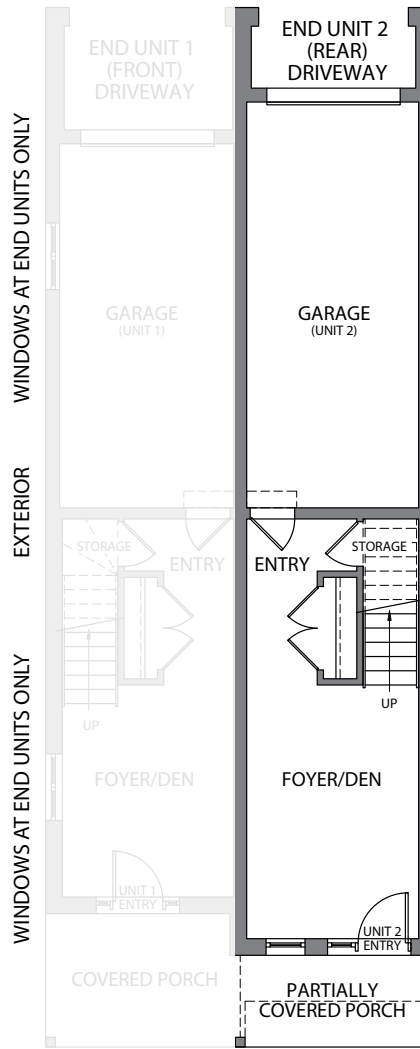 END UNIT 1
(FRONT)
DRIVEWAY
END UNIT 2
(REAR)
DRIVEWAY
WINDOWS AT END UNITS ONLY
GARAGE
(UNIT 1)
GARAGE
(UNIT 2)
EXTERIOR
STORAGE
ENTRY
ENTRY
STORAGE
UP
UP
WINDOWS AT END UNITS ONLY
FOYER/DEN
FOYER/DEN
UNIT 1
ENTRY
UNIT 2
ENTRY
COVERED PORCH
PARTIALLY
COVERED PORCH